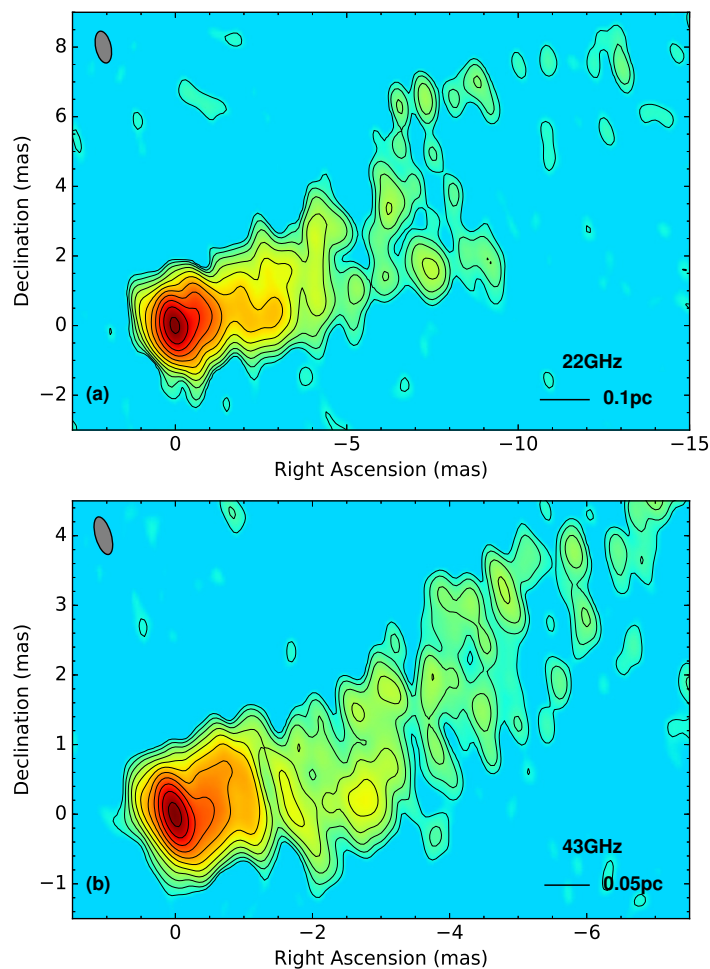 8
6
4
2
0
−2
Declination (mas)
(a)
22GHz
0.1pc
0
−5
−10
−15
Right Ascension (mas)
4
3
2
1
0
−1
Declination (mas)
(b)
43GHz
0.05pc
0
−2
−4
−6
Right Ascension (mas)